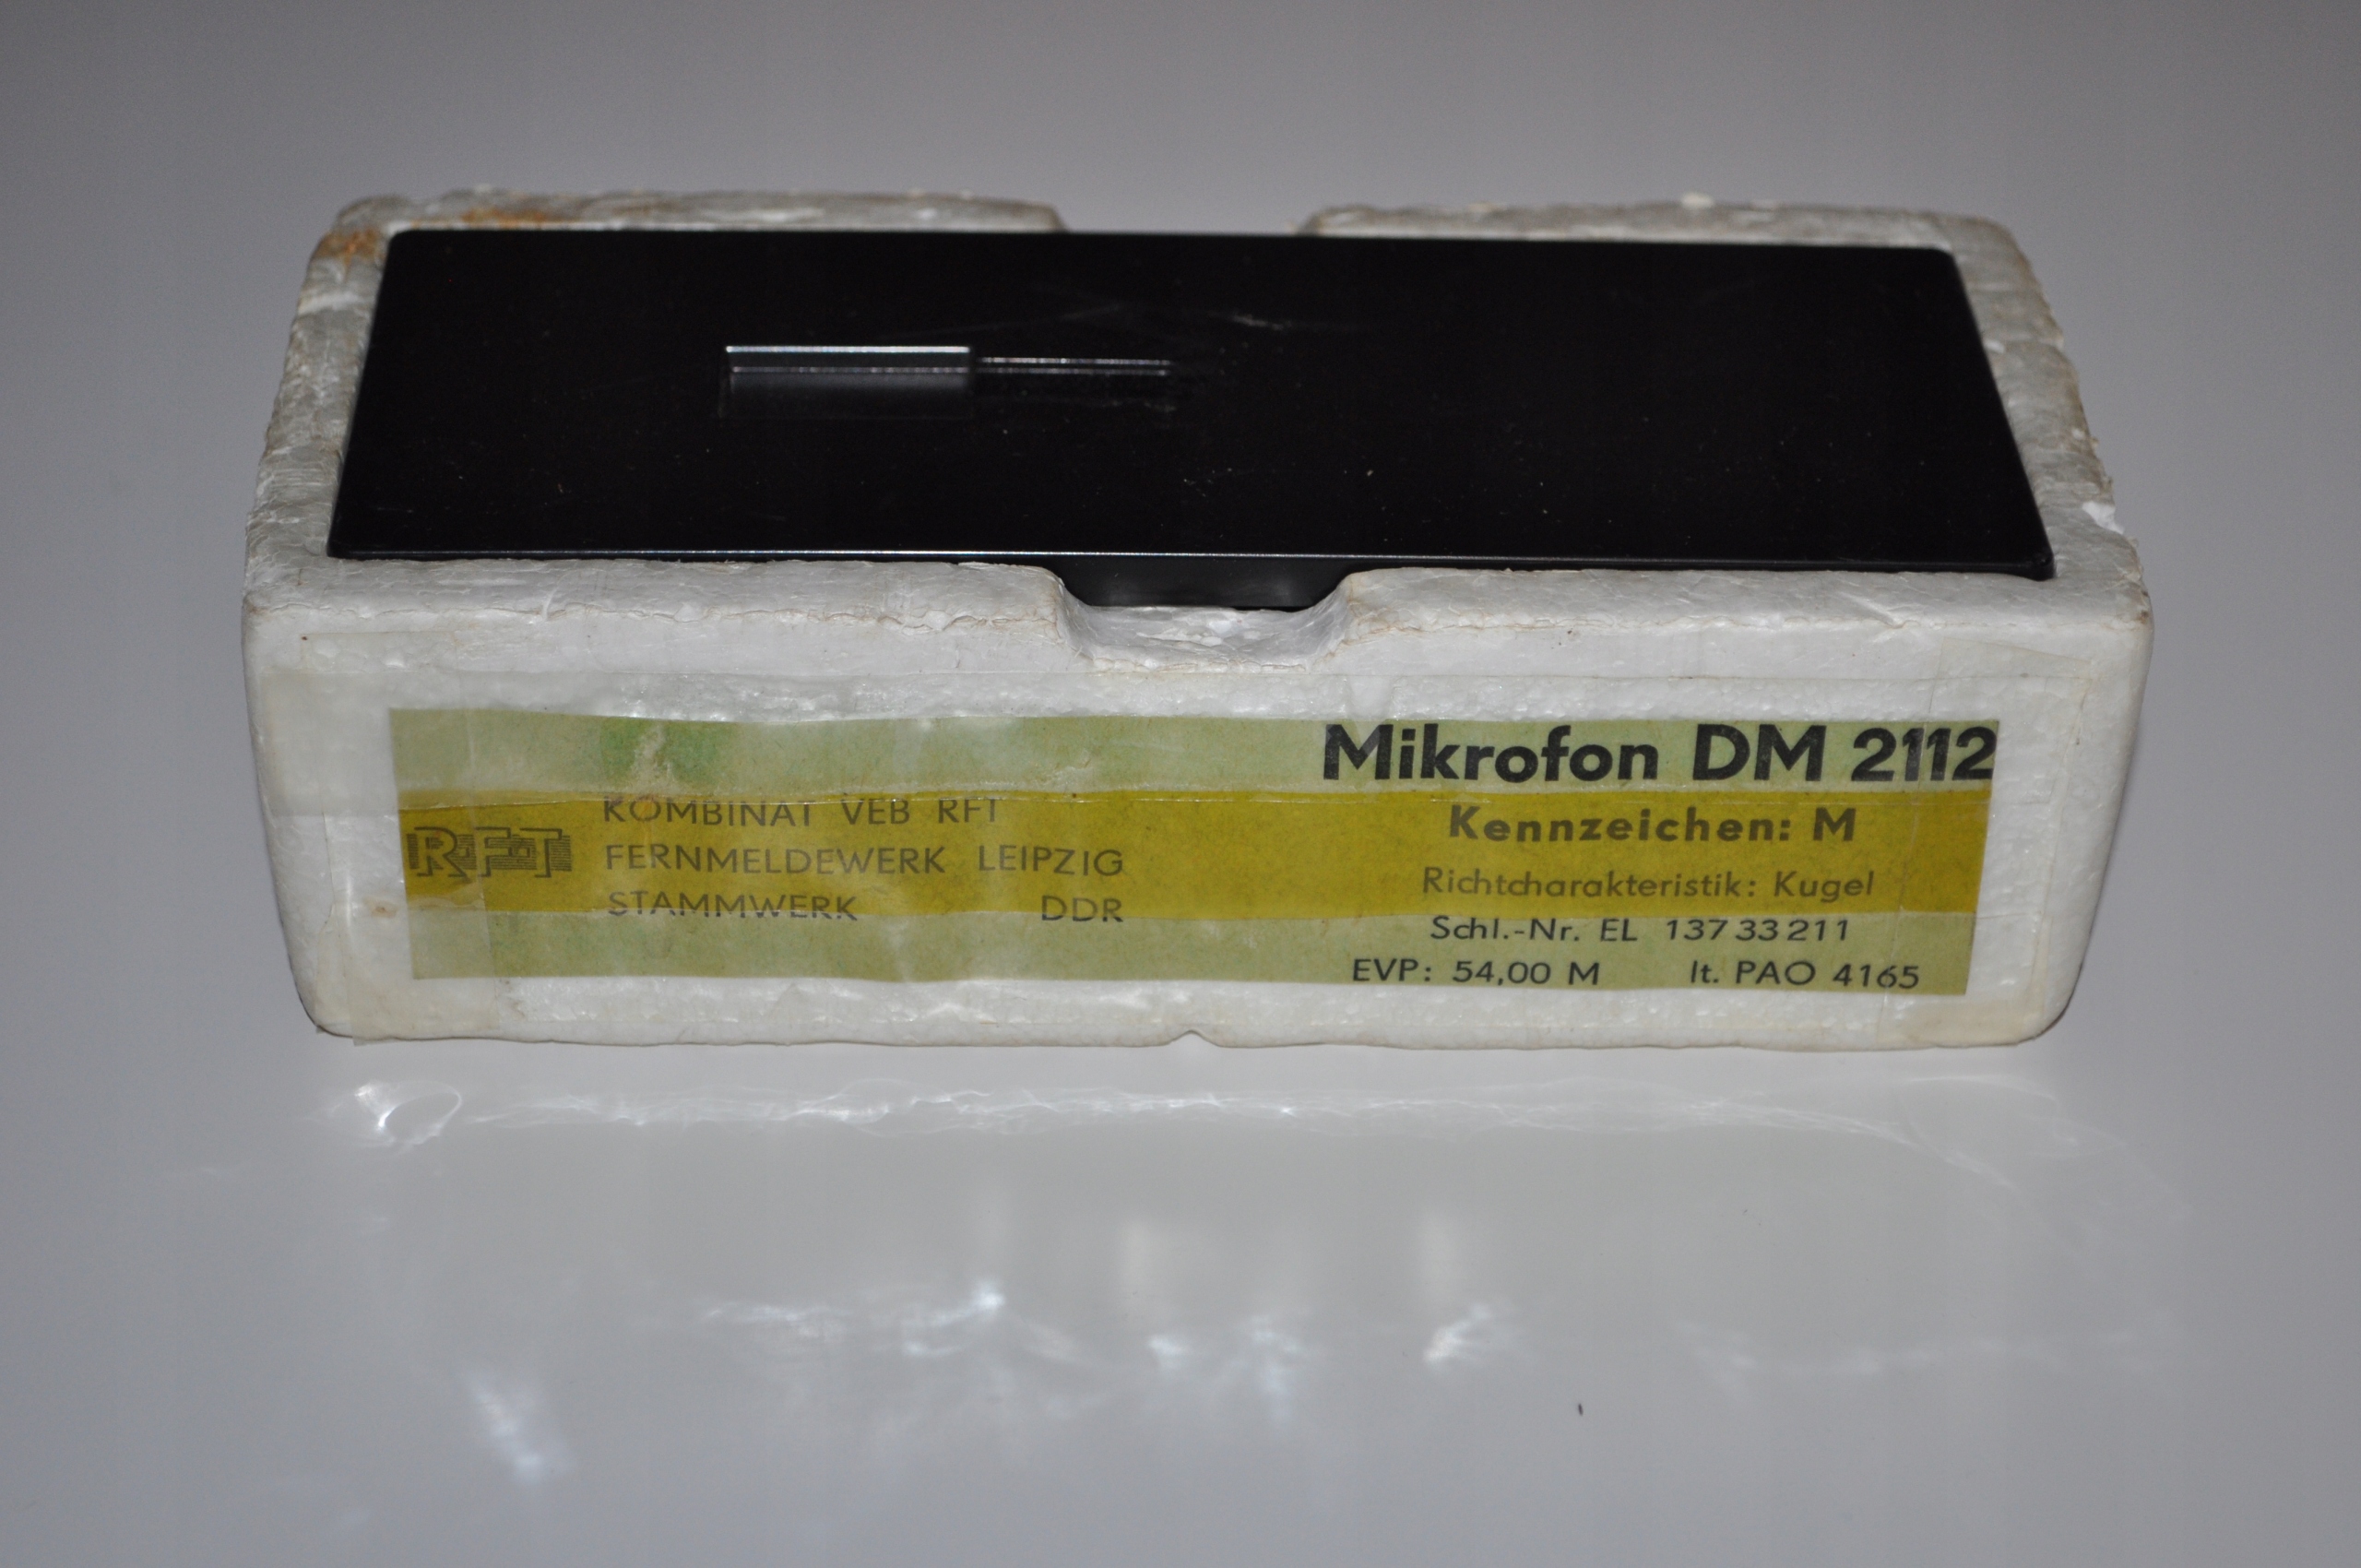 RFT
KOMBINAT VEB RFT
FERNMELDEWERK LEIPZIG
STAMMWERK DDR
Mikrofon DM 2112
Kennzeichen: M
Richtcharakteristik: Kugel
Schl.-Nr. EL 137 33 211
EVP: 54,00 M lt. PAO 4165